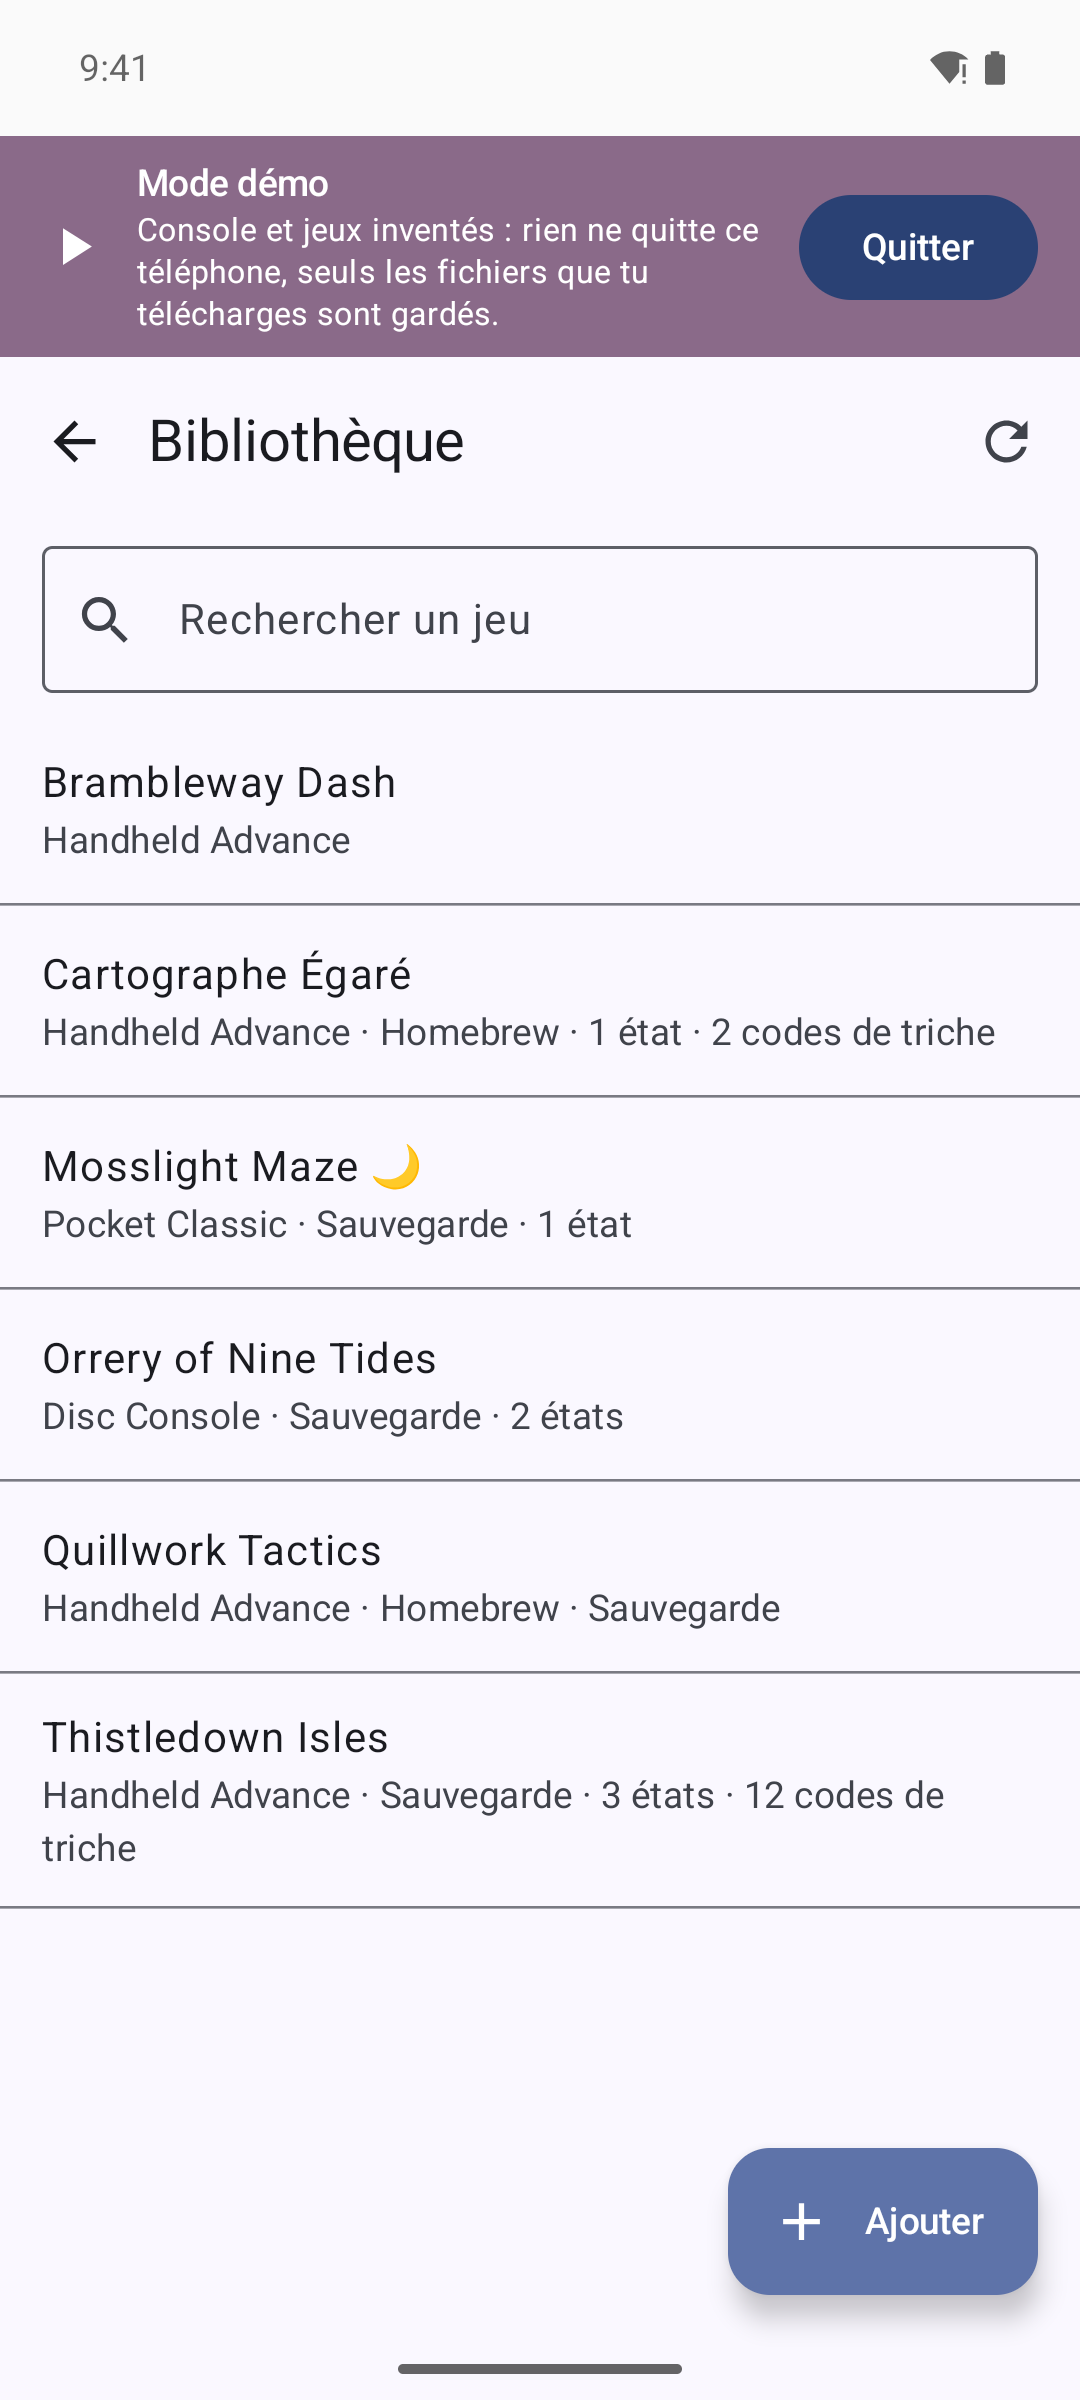 9:41
Mode démo
Console et jeux inventés : rien ne quitte ce
téléphone, seuls les fichiers que tu
télécharges sont gardés.
Quitter
Bibliothèque
Rechercher un jeu
Brambleway Dash
Handheld Advance
Cartographe Égaré
Handheld Advance · Homebrew · 1 état · 2 codes de triche
Mosslight Maze 🌙
Pocket Classic · Sauvegarde · 1 état
Orrery of Nine Tides
Disc Console · Sauvegarde · 2 états
Quillwork Tactics
Handheld Advance · Homebrew · Sauvegarde
Thistledown Isles
Handheld Advance · Sauvegarde · 3 états · 12 codes de
triche
Ajouter